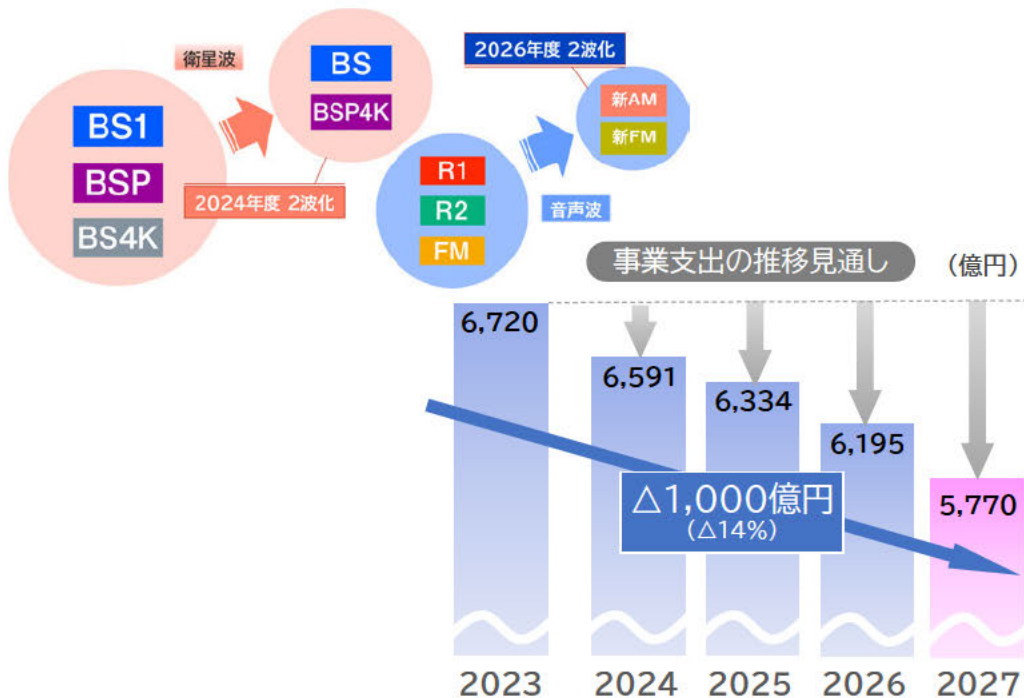 衛星波
BS1
BSP
BS4K
BS
BSP4K
2024年度 2波化
2026年度 2波化
R1
R2
FM
新AM
新FM
音声波
事業支出の推移見通し
(億円)
6,720
6,591
6,334
6,195
5,770
△1,000億円
(△14%)
2023
2024
2025
2026
2027